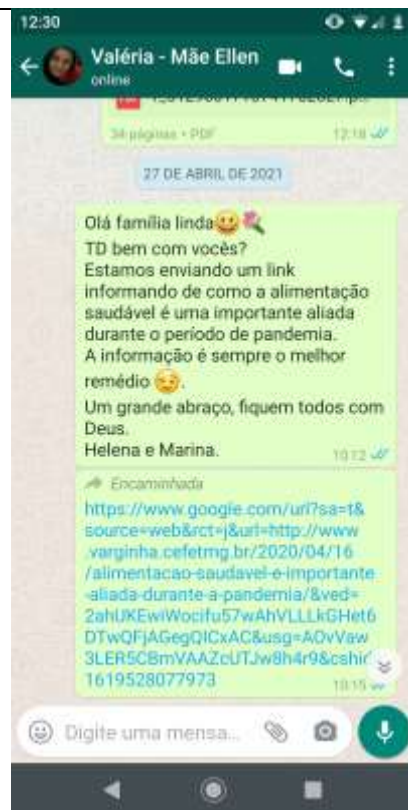 12:30
Valéria - Mãe Ellen
online
34 páginas • PDF 12:18
27 DE ABRIL DE 2021
Olá família linda😃💐
TD bem com vocês?
Estamos enviando um link
informando de como a alimentação
saudável é uma importante aliada
durante o período de pandemia.
A informação é sempre o melhor
remédio 😉.
Um grande abraço, fiquem todos com
Deus.
Helena e Marina. 10:12
Encaminhada
https://www.google.com/url?sa=t&
source=web&rct=j&url=http://www
.varginha.cefetmg.br/2020/04/16
/alimentacao-saudavel-e-importante
-aliada-durante-a-pandemia/&ved=
2ahUKEwiWocifu57wAhVLLLkGHet6
DTwQFjAGegQICxAC&usg=AOvVaw
3LER5CBmVAAZcUTJw8h4r9&cshid
1619528077973 10:15
Digite uma mensa...